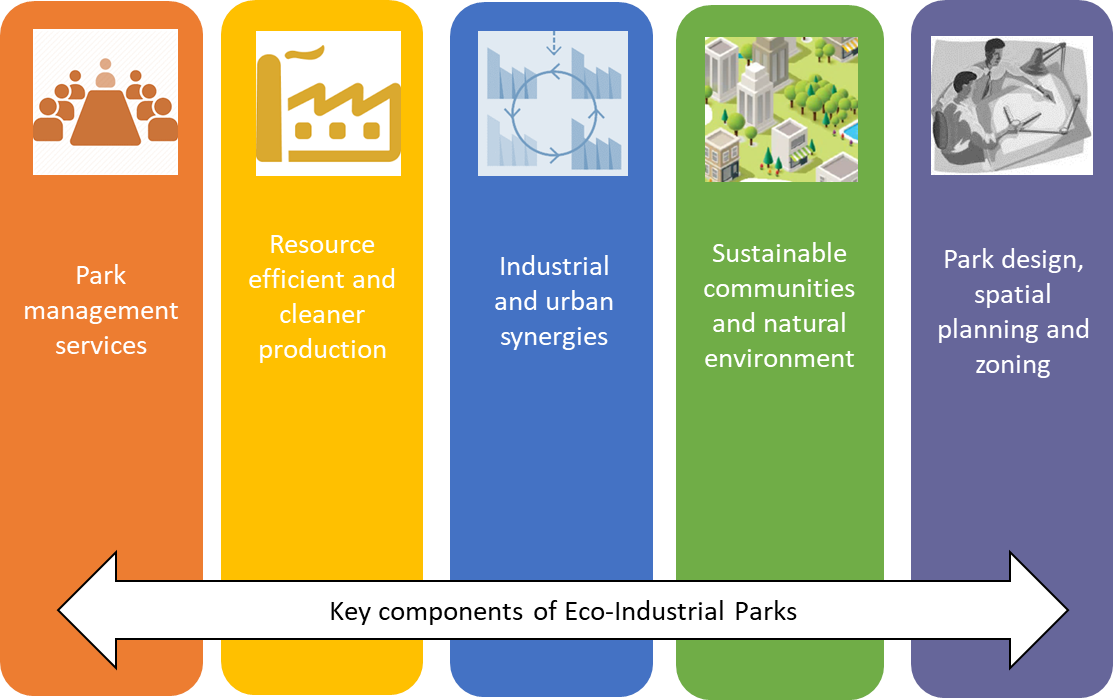 Park
management
services
Resource
efficient and
cleaner
production
Industrial
and urban
synergies
Sustainable
communities
and natural
environment
Park design,
spatial
planning and
zoning
Key components of Eco-Industrial Parks